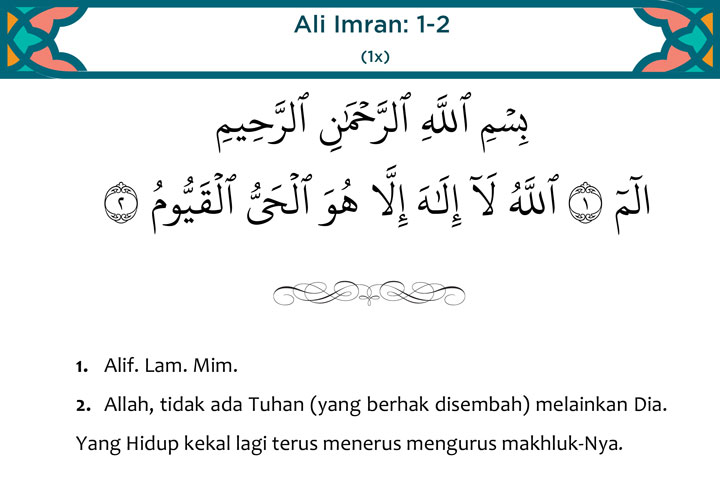 Ali Imran: 1-2
(1x)
بِسۡمِ ٱللَّهِ ٱلرَّحۡمَٰنِ ٱلرَّحِيمِ
الٓمٓ ١ ٱللَّهُ لَآ إِلَٰهَ إِلَّا هُوَ ٱلۡحَيُّ ٱلۡقَيُّومُ ٢
1. Alif. Lam. Mim.
2. Allah, tidak ada Tuhan (yang berhak disembah) melainkan Dia.
Yang Hidup kekal lagi terus menerus mengurus makhluk-Nya.